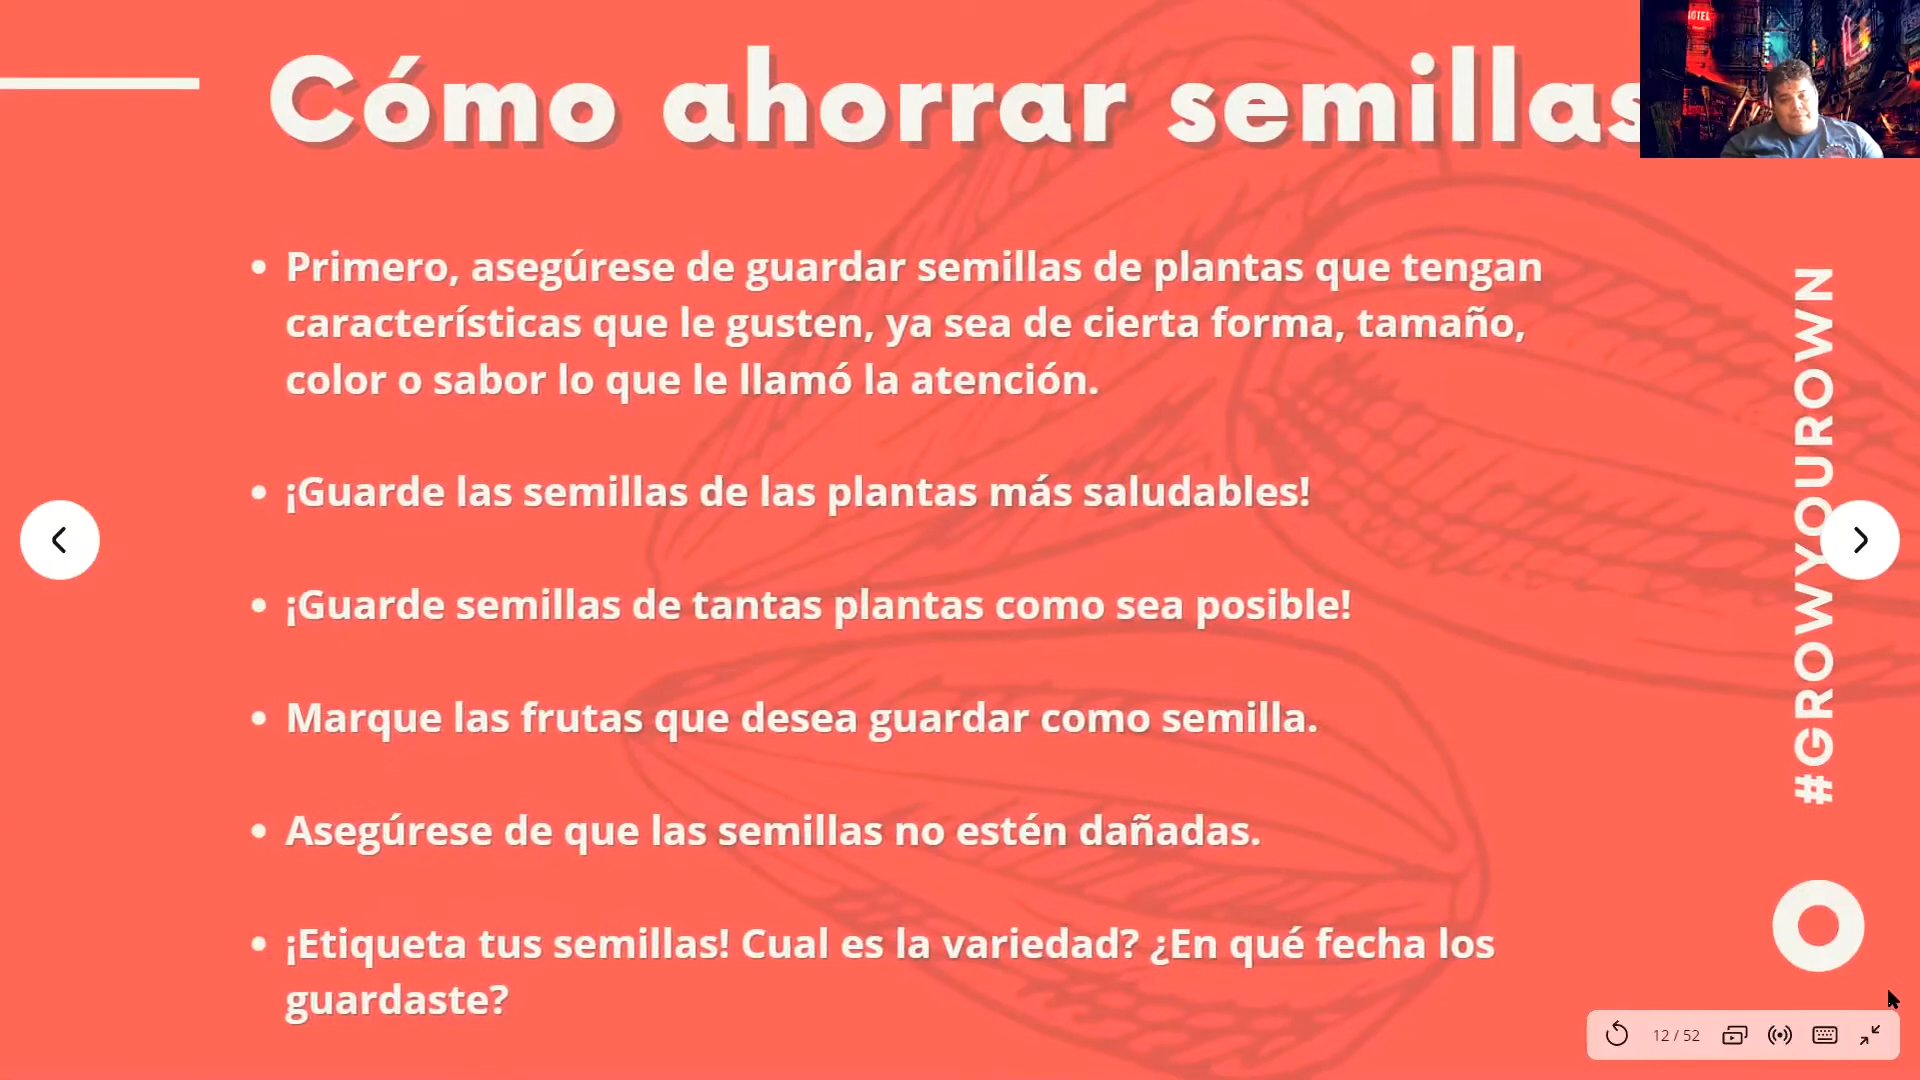 Cómo ahorrar semillas
HOTEL
• Primero, asegúrese de guardar semillas de plantas que tengan
características que le gusten, ya sea de cierta forma, tamaño,
color o sabor lo que le llamó la atención.
• ¡Guarde las semillas de las plantas más saludables!
• ¡Guarde semillas de tantas plantas como sea posible!
• Marque las frutas que desea guardar como semilla.
• Asegúrese de que las semillas no estén dañadas.
• ¡Etiqueta tus semillas! Cual es la variedad? ¿En qué fecha los
guardaste?
#GROWYOUROWN
12 / 52